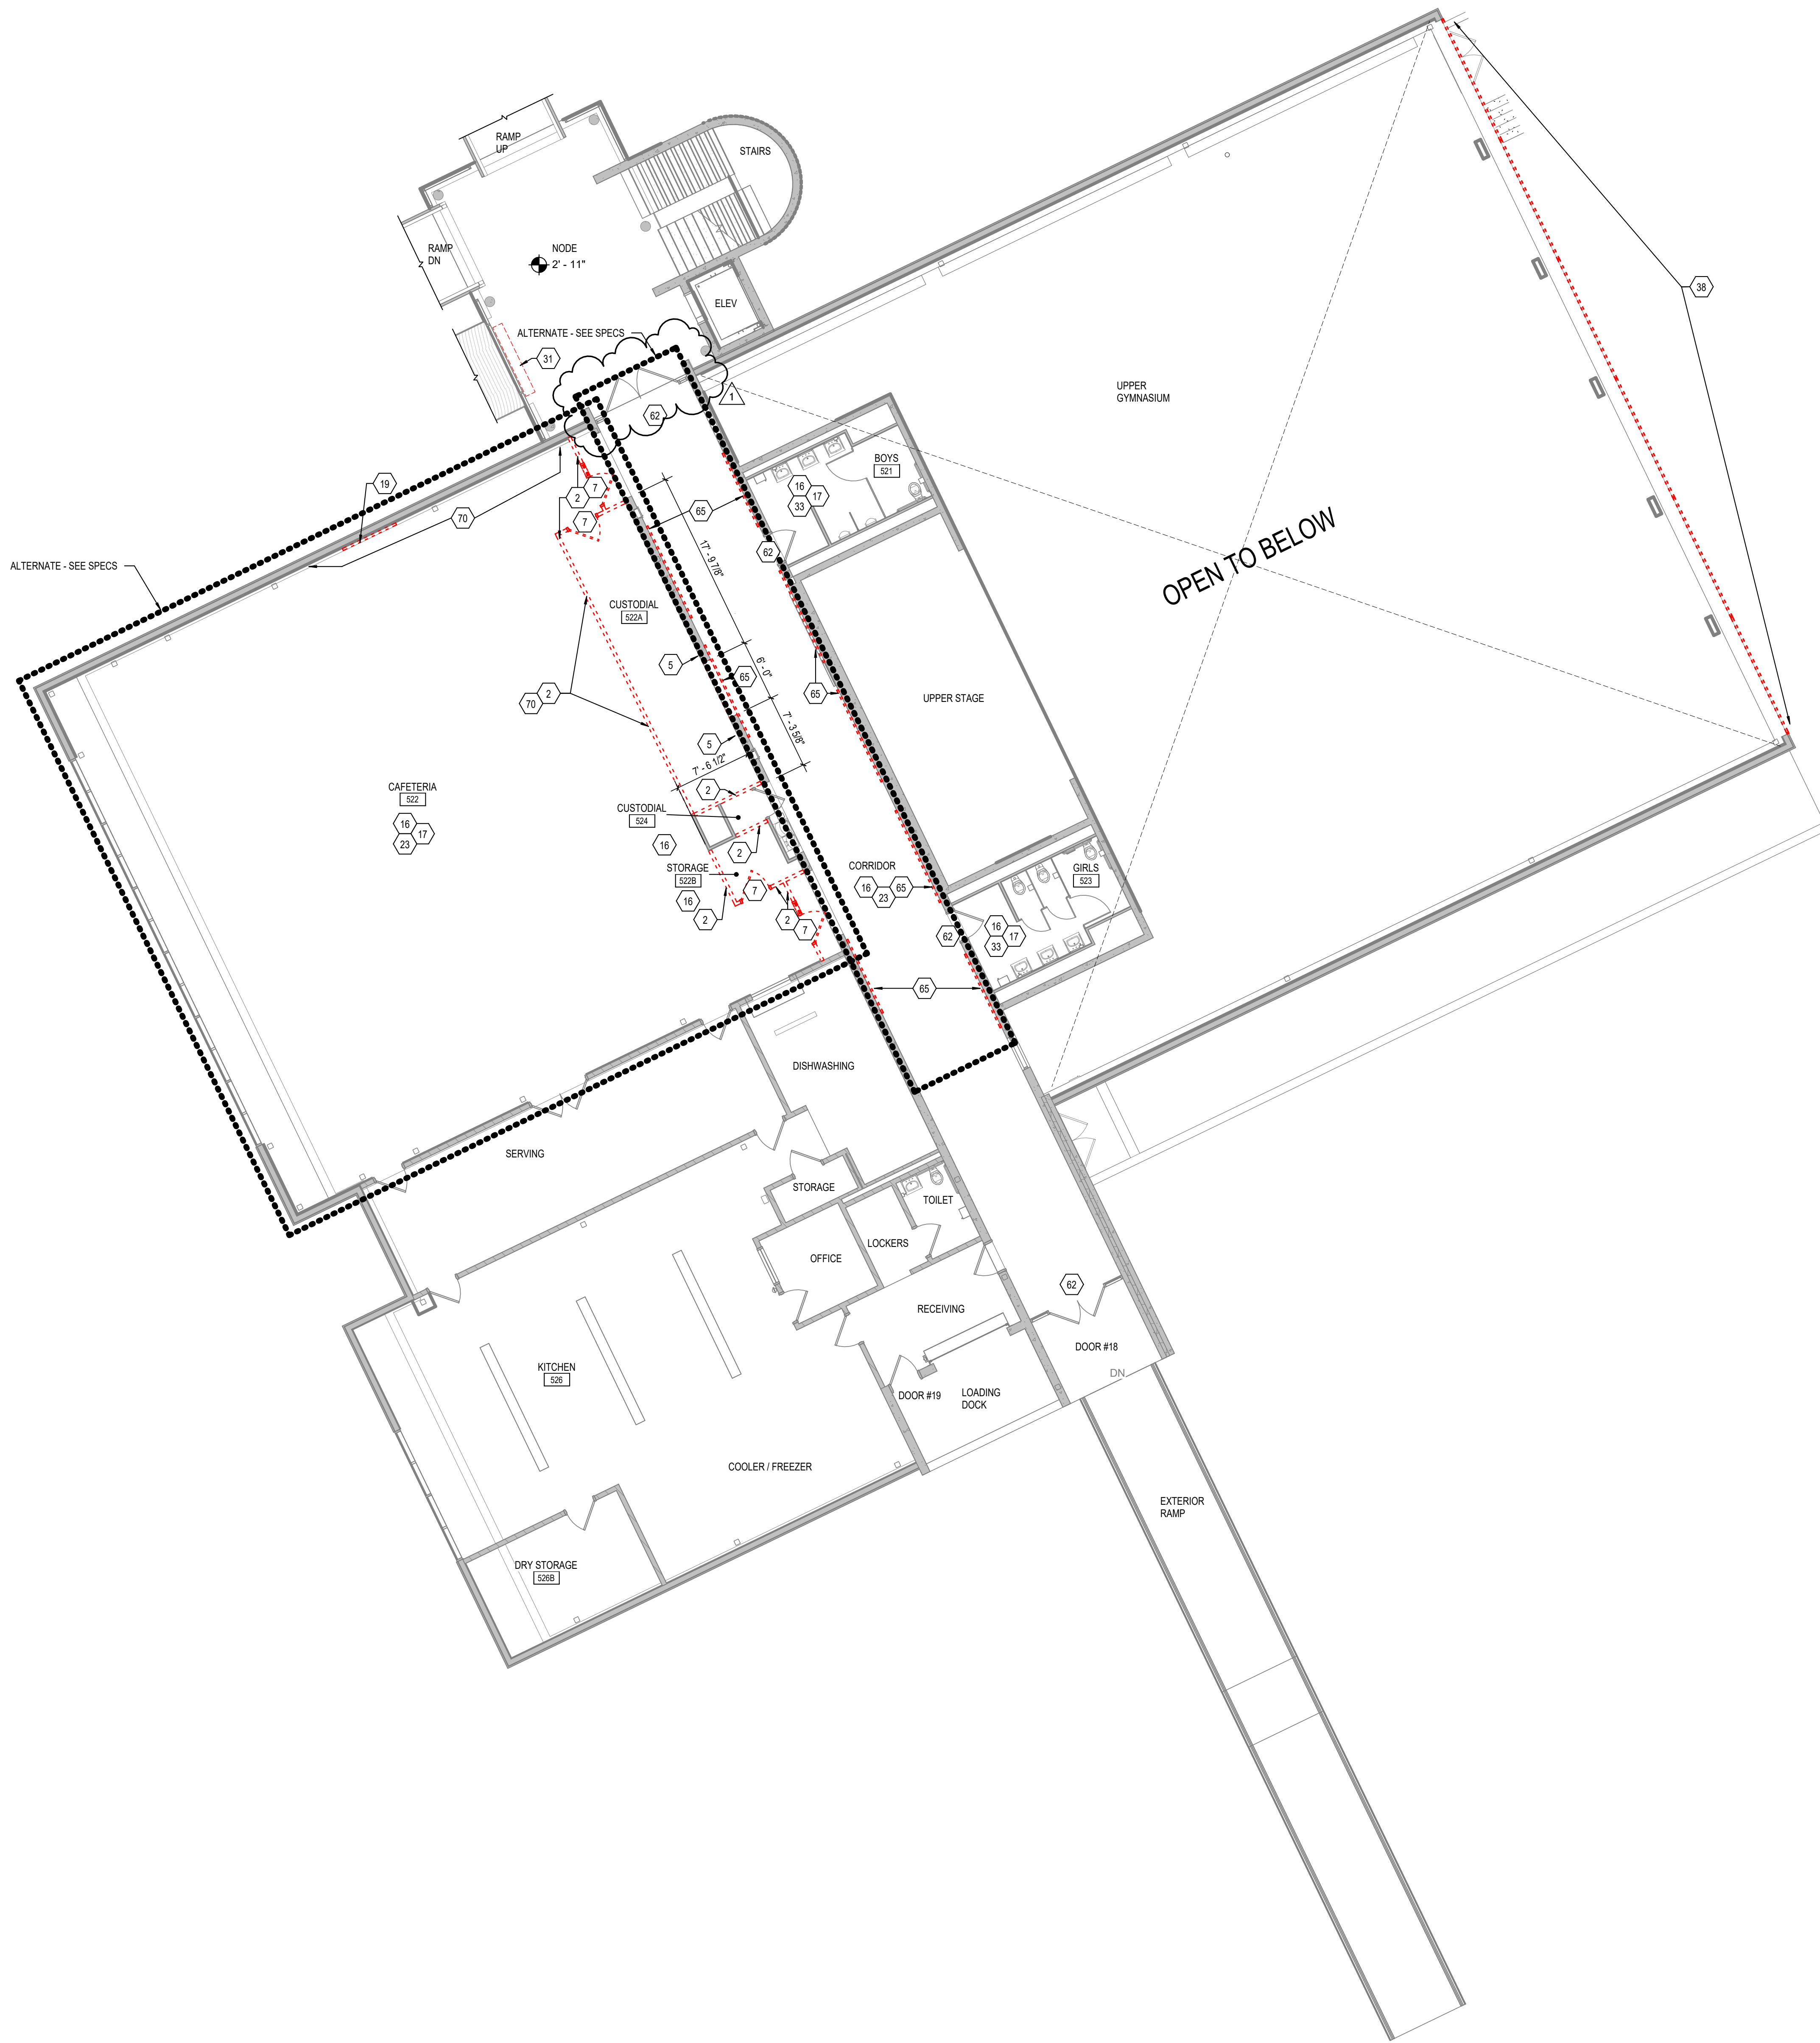 RAMP
UP
STAIRS
RAMP
DN
NODE
2' - 11"
ELEV
38
ALTERNATE - SEE SPECS
31
1
62
UPPER
GYMNASIUM
BOYS
521
19
16
17
33
2
7
7
65
70
OPEN TO BELOW
17' - 9 7/8"
62
ALTERNATE - SEE SPECS
CUSTODIAL
522A
5
6' - 0"
65
65
70
2
UPPER STAGE
7' - 3 5/8"
5
7' - 6 1/2"
CAFETERIA
522
16
17
23
2
CUSTODIAL
524
16
2
STORAGE
522B
16
2
7
2
7
CORRIDOR
16
65
23
GIRLS
523
62
16
17
33
65
DISHWASHING
SERVING
STORAGE
TOILET
LOCKERS
OFFICE
62
RECEIVING
DOOR #18
DN
KITCHEN
526
DOOR #19
LOADING
DOCK
COOLER / FREEZER
EXTERIOR
RAMP
DRY STORAGE
526B